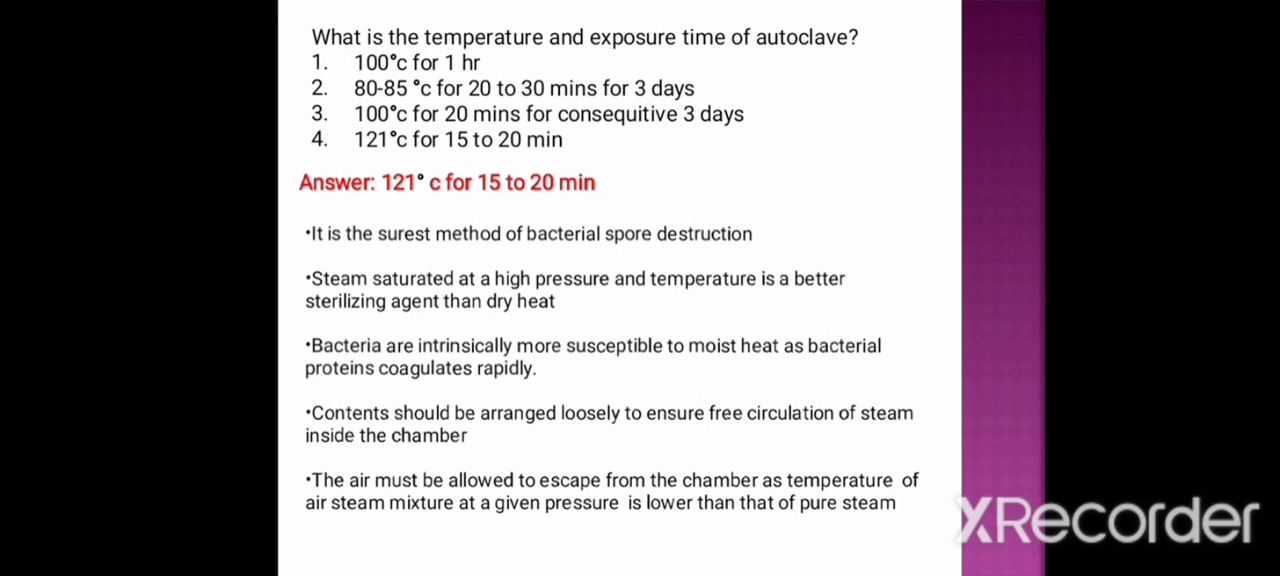 What is the temperature and exposure time of autoclave?
1. 100°c for 1 hr
2. 80-85 °c for 20 to 30 mins for 3 days
3. 100°c for 20 mins for consequitive 3 days
4. 121°c for 15 to 20 min
Answer: 121° c for 15 to 20 min
•It is the surest method of bacterial spore destruction
•Steam saturated at a high pressure and temperature is a better
sterilizing agent than dry heat
•Bacteria are intrinsically more susceptible to moist heat as bacterial
proteins coagulates rapidly.
•Contents should be arranged loosely to ensure free circulation of steam
inside the chamber
•The air must be allowed to escape from the chamber as temperature of
air steam mixture at a given pressure is lower than that of pure steam
XRecorder